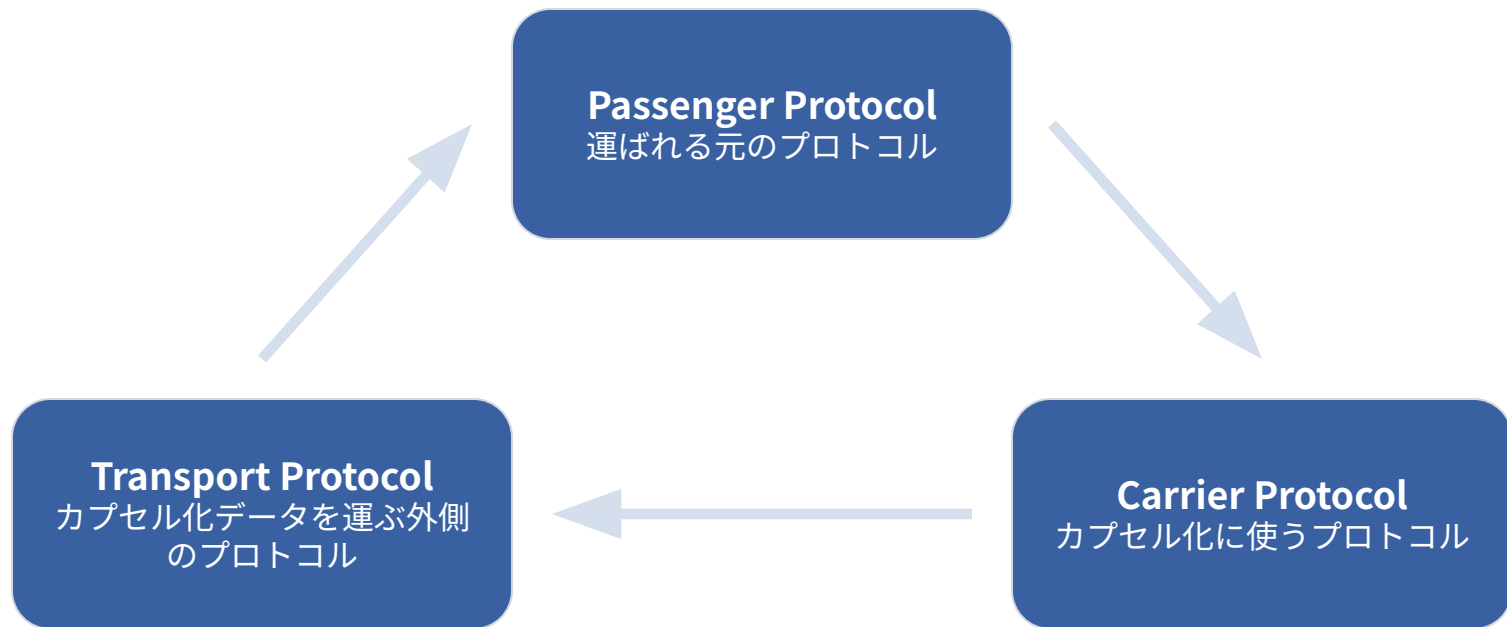 Passenger Protocol
運ばれる元のプロトコル
Transport Protocol
カプセル化データを運ぶ外側
のプロトコル
Carrier Protocol
カプセル化に使うプロトコル